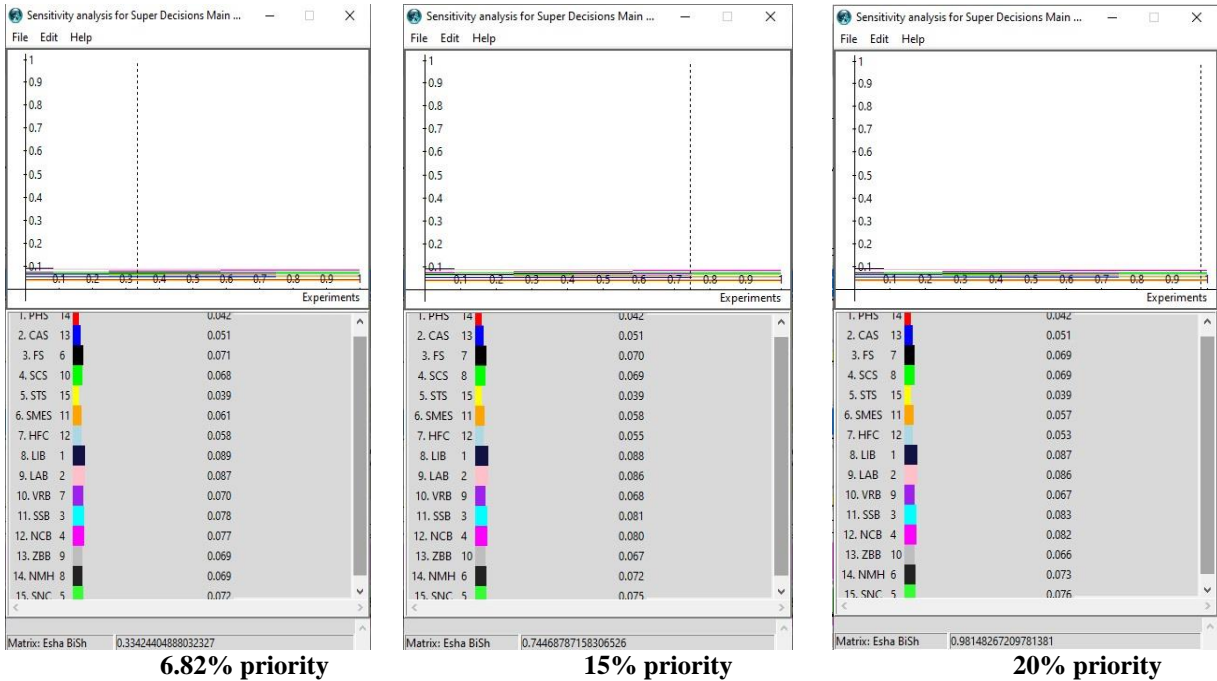 Sensitivity analysis for Super Decisions Main ...
File Edit Help
1
0.9
0.8
0.7
0.6
0.5
0.4
0.3
0.2
0.1
0.1 0.2 0.3 0.4 0.5 0.6 0.7 0.8 0.9 1
Experiments
1. PHS 14 0.042
2. CAS 13 0.051
3. FS 6 0.071
4. SCS 10 0.068
5. STS 15 0.039
6. SMES 11 0.061
7. HFC 12 0.058
8. LIB 1 0.089
9. LAB 2 0.087
10. VRB 7 0.070
11. SSB 3 0.078
12. NCB 4 0.077
13. ZBB 9 0.069
14. NMH 8 0.069
15. SNC 5 0.072
Matrix: Esha BiSh 0.33424404888032327
6.82% priority
Sensitivity analysis for Super Decisions Main ...
File Edit Help
1
0.9
0.8
0.7
0.6
0.5
0.4
0.3
0.2
0.1
0.1 0.2 0.3 0.4 0.5 0.6 0.7 0.8 0.9 1
Experiments
1. PHS 14 0.042
2. CAS 13 0.051
3. FS 7 0.070
4. SCS 8 0.069
5. STS 15 0.039
6. SMES 11 0.058
7. HFC 12 0.055
8. LIB 1 0.088
9. LAB 2 0.086
10. VRB 9 0.068
11. SSB 3 0.081
12. NCB 4 0.080
13. ZBB 10 0.067
14. NMH 6 0.072
15. SNC 5 0.075
Matrix: Esha BiSh 0.74468787158306526
15% priority
Sensitivity analysis for Super Decisions Main ...
File Edit Help
1
0.9
0.8
0.7
0.6
0.5
0.4
0.3
0.2
0.1
0.1 0.2 0.3 0.4 0.5 0.6 0.7 0.8 0.9 1
Experiments
1. PHS 14 0.042
2. CAS 13 0.051
3. FS 7 0.069
4. SCS 8 0.069
5. STS 15 0.039
6. SMES 11 0.057
7. HFC 12 0.053
8. LIB 1 0.087
9. LAB 2 0.086
10. VRB 9 0.067
11. SSB 3 0.083
12. NCB 4 0.082
13. ZBB 10 0.066
14. NMH 6 0.073
15. SNC 5 0.076
Matrix: Esha BiSh 0.98148267209781381
20% priority